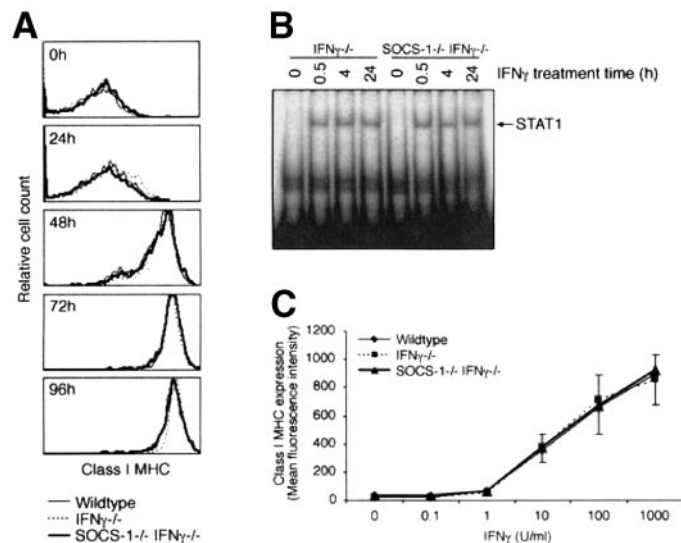 A
0h
24h
48h
72h
96h
Relative cell count
Class I MHC
Wildtype
IFNγ-/-
SOCS-1-/- IFNγ-/-
B
IFNγ-/- SOCS-1-/- IFNγ-/-
0 0.5 4 24 0 0.5 4 24 IFNγ treatment time (h)
STAT1
C
Class I MHC expression
(Mean fluorescence intensity)
1200
1000
800
600
400
200
0
Wildtype
IFNγ-/-
SOCS-1-/- IFNγ-/-
0 0.1 1 10 100 1000
IFNγ (U/ml)